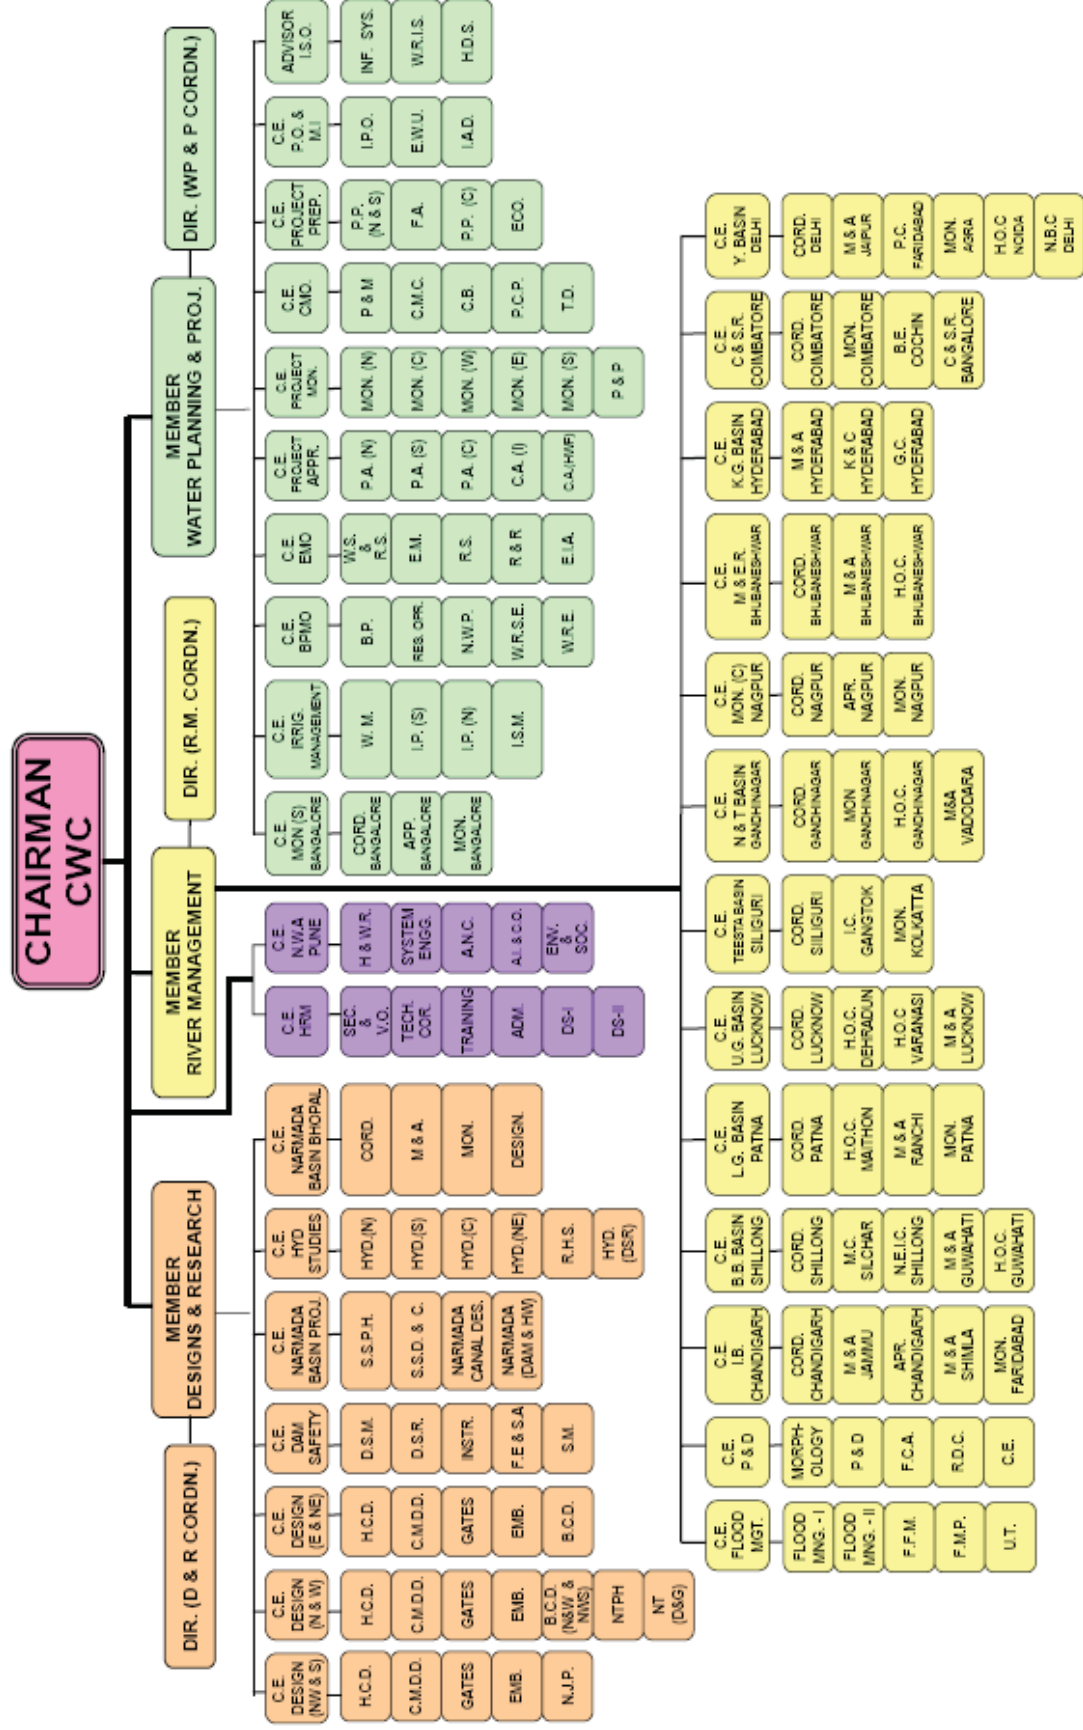 CHAIRMAN
CWC
DIR. (D & R CORDN.)
MEMBER
DESIGNS & RESEARCH
MEMBER
RIVER MANAGEMENT
DIR. (R.M. CORDN.)
MEMBER
WATER PLANNING & PROJ.
DIR. (WP & P CORDN.)
C.E.
DESIGN
(NW & S)
H.C.D.
C.M.D.D.
GATES
EMB.
N.J.P.
C.E.
DESIGN
(N & W)
H.C.D.
C.M.D.D.
GATES
EMB.
B.C.D.
(N&W &
NWS)
NTPH
NT
(D&G)
C.E.
DESIGN
(E & NE)
H.C.D.
C.M.D.D.
GATES
EMB.
B.C.D.
C.E.
DAM
SAFETY
D.S.M.
D.S.R.
INSTR.
F.E & S.A
S.M.
C.E.
NARMADA
BASIN PROJ.
S.S.P.H.
S.S.D. & C.
NARMADA
CANAL DES.
NARMADA
(DAM & HW)
C.E.
HYD
STUDIES
HYD.(N)
HYD.(S)
HYD.(C)
HYD.(NE)
R.H.S.
HYD.
(DSR)
C.E.
NARMADA
BASIN BHOPAL
CORD.
M & A.
MON.
DESIGN.
C.E.
HRM
SEC.
&
V.O.
TECH.
COR.
TRAINING
ADM.
DS-I
DS-II
C.E.
N.W.A
PUNE
H & W.R.
SYSTEM
ENGG.
A.N.C.
A.I. & C.O.
ENV.
&
SOC.
C.E.
MON (S)
BANGALORE
CORD.
BANGALORE
APP.
BANGALORE
MON.
BANGALORE
C.E.
IRRIG.
MANAGEMENT
W. M.
I.P. (S)
I.P. (N)
I.S.M.
C.E.
BPMO
B.P.
RES. OPR.
N.W.P.
W.R.S.E.
W.R.E.
C.E.
EMO
W.S.
&
R.S.
E.M.
R.S.
R & R
E.I.A.
C.E.
PROJECT
APPR.
P.A. (N)
P.A. (S)
P.A. (C)
C.A. (I)
C.A.(HWF)
C.E.
PROJECT
MON.
MON. (N)
MON. (C)
MON. (W)
MON. (E)
MON. (S)
P & P
C.E.
CMO.
P & M
C.M.C.
C.B.
P.C.P.
T.D.
C.E.
PROJECT
PREP.
P.P.
(N & S)
F.A.
P.P. (C)
ECO.
C.E.
P.O. &
M.I
I.P.O.
E.W.U.
I.A.D.
ADVISOR
I.S.O.
INF. SYS.
W.R.I.S.
H.D.S.
C.E.
FLOOD
MGT.
FLOOD
MNG. - I
FLOOD
MNG. - II
F.F.M.
F.M.P.
U.T.
C.E.
P & D
MORPH-
OLOGY
P & D
F.C.A.
R.D.C.
C.E.
C.E.
I.B.
CHANDIGARH
CORD.
CHANDIGARH
M & A
JAMMU
APR.
CHANDIGARH
M & A
SHIMLA
MON.
FARIDABAD
C.E.
B.B. BASIN
SHILLONG
CORD.
SHILLONG
M.C.
SILCHAR
N.E.I.C.
SHILLONG
M & A
GUWAHATI
H.O.C.
GUWAHATI
C.E.
L.G. BASIN
PATNA
CORD.
PATNA
H.O.C.
MAITHON
M & A
RANCHI
MON.
PATNA
C.E.
U.G. BASIN
LUCKNOW
CORD.
LUCKNOW
H.O.C.
DEHRADUN
H.O.C
VARANASI
M & A
LUCKNOW
C.E.
TEESTA BASIN
SILIGURI
CORD.
SIILIGURI
I.C.
GANGTOK
MON.
KOLKATTA
C.E.
N & T BASIN
GANDHINAGAR
CORD.
GANDHINAGAR
MON
GANDHINAGAR
H.O.C.
GANDHINAGAR
M&A
VADODARA
C.E.
MON. (C)
NAGPUR
CORD.
NAGPUR
APR.
NAGPUR
MON.
NAGPUR
C.E.
M & E.R.
BHUBANESHWAR
CORD.
BHUBANESHWAR
M & A
BHUBANESHWAR
H.O.C.
BHUBANESHWAR
C.E.
K.G. BASIN
HYDERABAD
M & A
HYDERABAD
K & C
HYDERABAD
G.C.
HYDERABAD
C.E.
C & S.R.
COIMBATORE
CORD.
COIMBATORE
MON.
COIMBATORE
B.E.
COCHIN
C & S.R.
BANGALORE
C.E.
Y. BASIN
DELHI
CORD.
DELHI
M & A
JAIPUR
P.C.
FARIDABAD
MON.
AGRA
H.O.C
NOIDA
N.B.C
DELHI